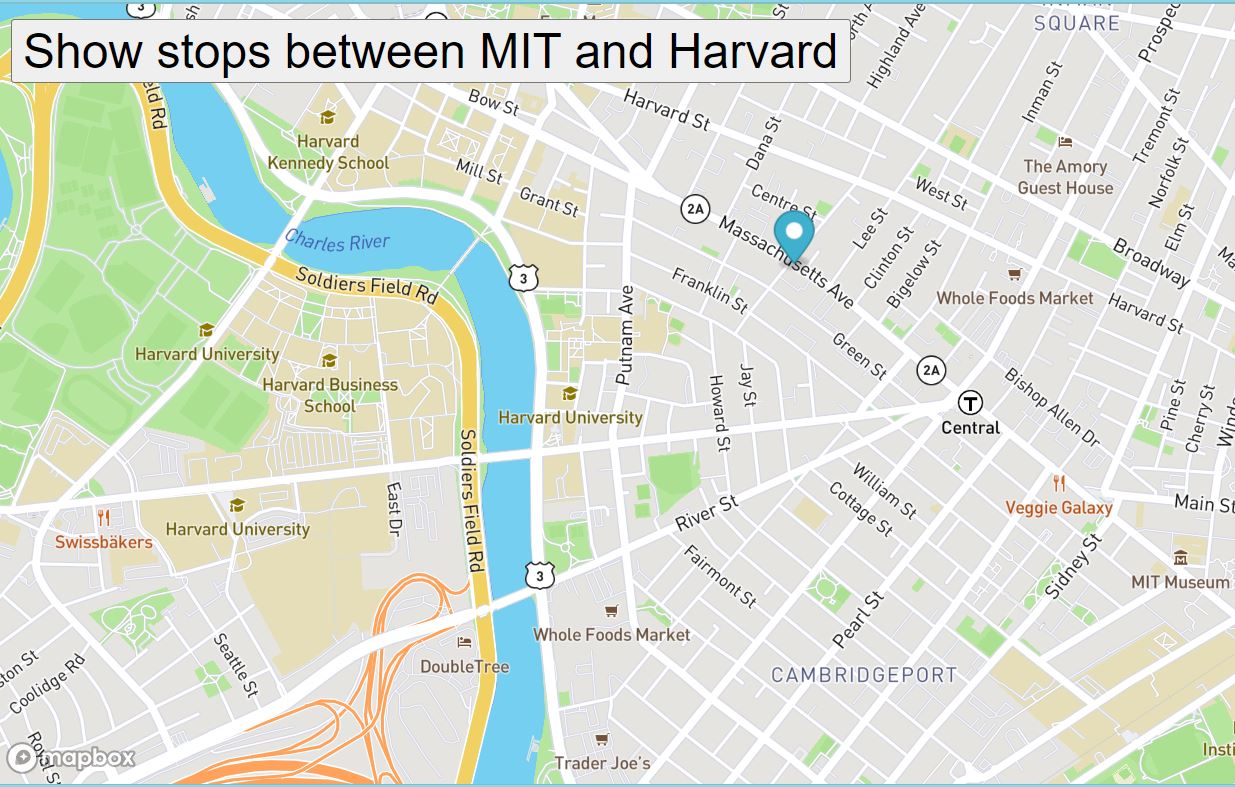 3
Show stops between MIT and Harvard
SQUARE
Highland Ave
Inman St
Tremont St
Norfolk St
Elm St
Bow St
Harvard St
Dana St
Harvard
Kennedy School
Mill St
Grant St
The Amory
Guest House
West St
Centre St
2A
Massachusetts Ave
Lee St
Clinton St
Bigelow St
Broadway
Charles River
Soldiers Field Rd
3
Franklin St
Whole Foods Market
Harvard St
Putnam Ave
Harvard University
Harvard Business
School
Green St
2A
Jay St
Howard St
Bishop Allen Dr
Pine St
Cherry St
Harvard University
Central
Soldiers Field Rd
East Dr
Harvard University
Swissbäkers
River St
William St
Cottage St
Veggie Galaxy
Main St
Sidney St
MIT Museum
3
Fairmont St
Pearl St
Whole Foods Market
DoubleTree
Seattle St
Coolidge Rd
CAMBRIDGEPORT
Trader Joe's
mapbox